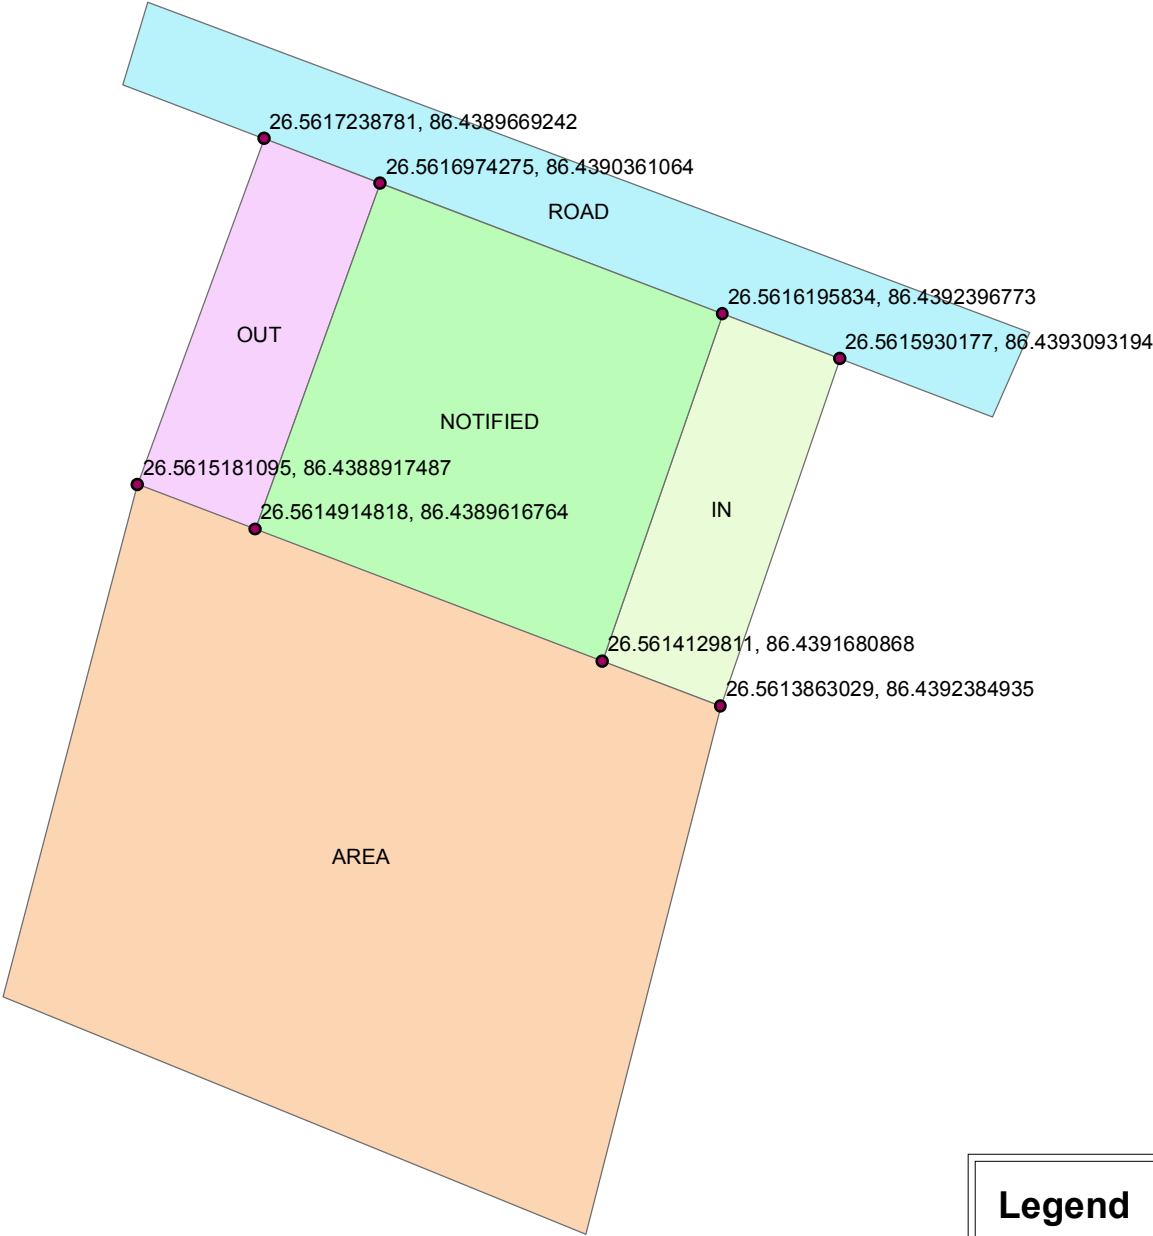 26.5617238781, 86.4389669242
26.5616974275, 86.4390361064
ROAD
26.5616195834, 86.4392396773
OUT
26.5615930177, 86.4393093194
NOTIFIED
26.5615181095, 86.4388917487
26.5614914818, 86.4389616764
IN
26.5614129811, 86.4391680868
26.5613863029, 86.4392384935
AREA
Legend